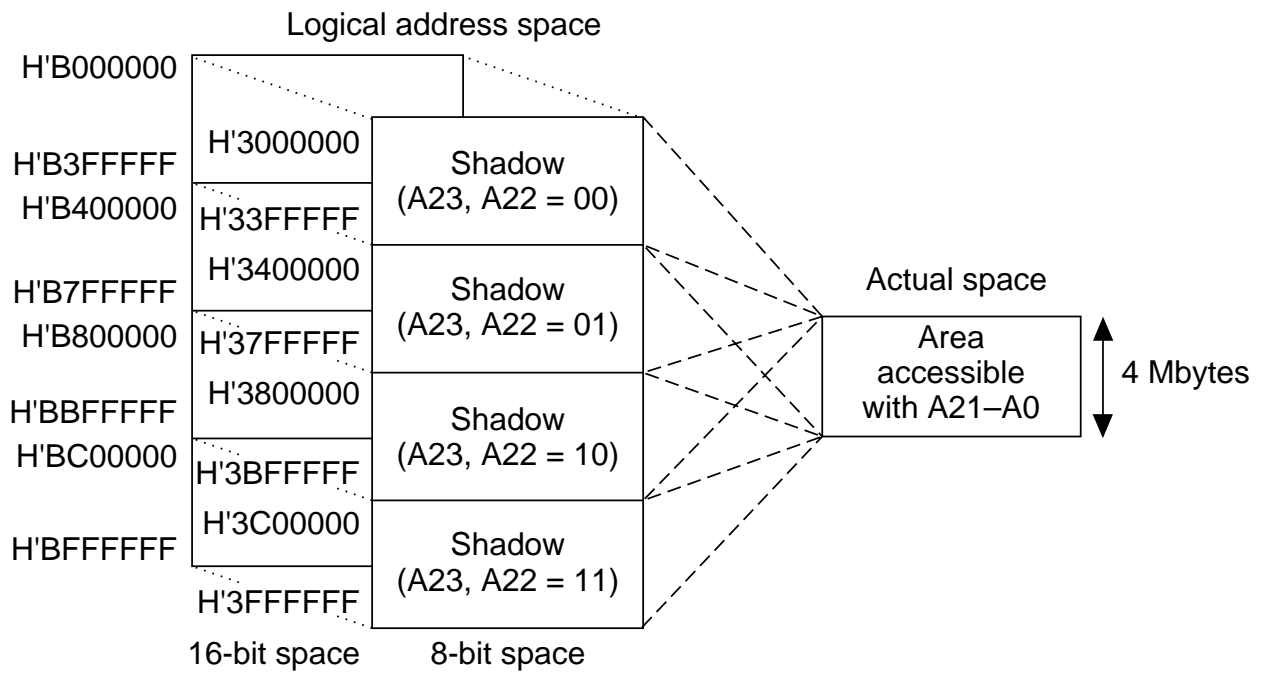 Logical address space
H'B000000
H'3000000
H'B3FFFFF
H'B400000
H'33FFFFF
H'3400000
H'B7FFFFF
H'B800000
H'37FFFFF
H'3800000
H'BBFFFFF
H'BC00000
H'3BFFFFF
H'3C00000
H'BFFFFFF
H'3FFFFFF
16-bit space
Shadow
(A23, A22 = 00)
Shadow
(A23, A22 = 01)
Shadow
(A23, A22 = 10)
Shadow
(A23, A22 = 11)
8-bit space
Actual space
Area
accessible
with A21–A0
4 Mbytes